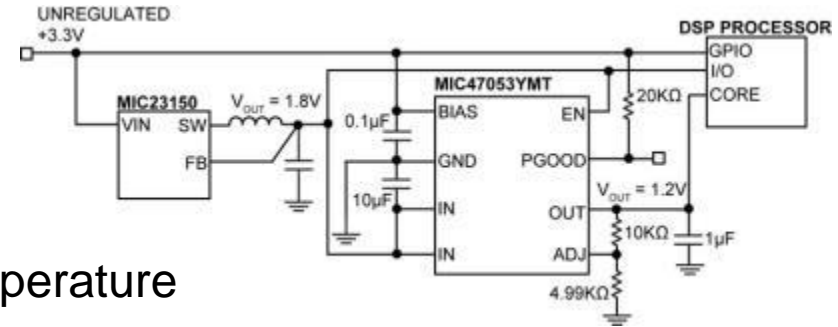 UNREGULATED
+3.3V
DSP PROCESSOR
GPIO
I/O
CORE
MIC23150
VIN
SW
FB
VOUT = 1.8V
0.1µF
10µF
MIC47053YMT
BIAS
GND
IN
IN
EN
PGOOD
OUT
ADJ
20KΩ
VOUT = 1.2V
10KΩ
1µF
4.99KΩ
perature